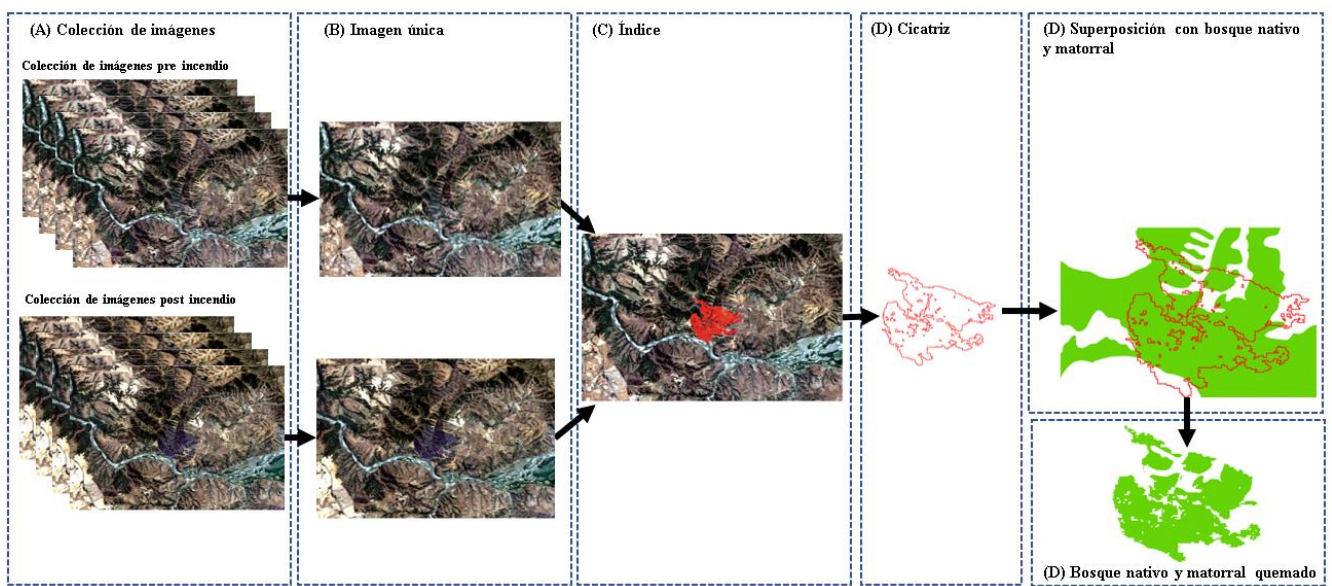 (A) Colección de imágenes
Colección de imágenes pre incendio
Colección de imágenes post incendio
(B) Imagen única
(C) Índice
(D) Cicatriz
(D) Superposición con bosque nativo
y matorral
(D) Bosque nativo y matorral quemado